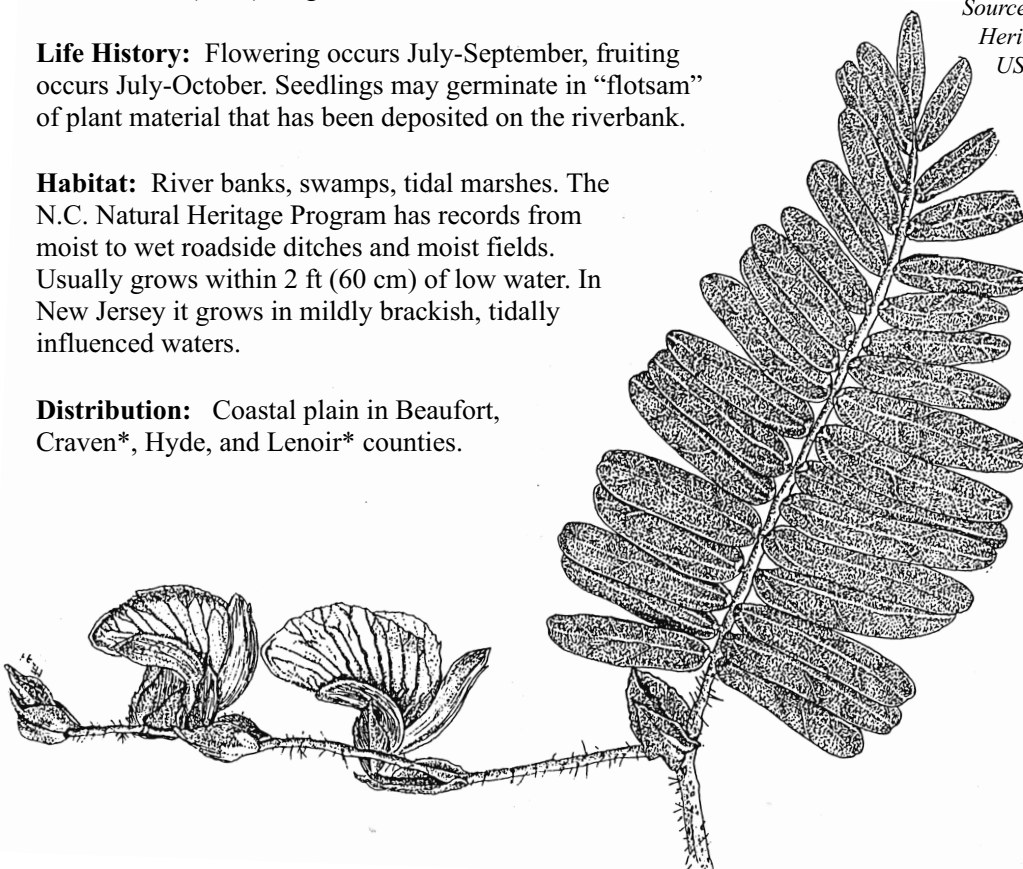 Source
Heri
US
Life History: Flowering occurs July-September, fruiting
occurs July-October. Seedlings may germinate in “flotsam”
of plant material that has been deposited on the riverbank.
Habitat: River banks, swamps, tidal marshes. The
N.C. Natural Heritage Program has records from
moist to wet roadside ditches and moist fields.
Usually grows within 2 ft (60 cm) of low water. In
New Jersey it grows in mildly brackish, tidally
influenced waters.
Distribution: Coastal plain in Beaufort,
Craven*, Hyde, and Lenoir* counties.